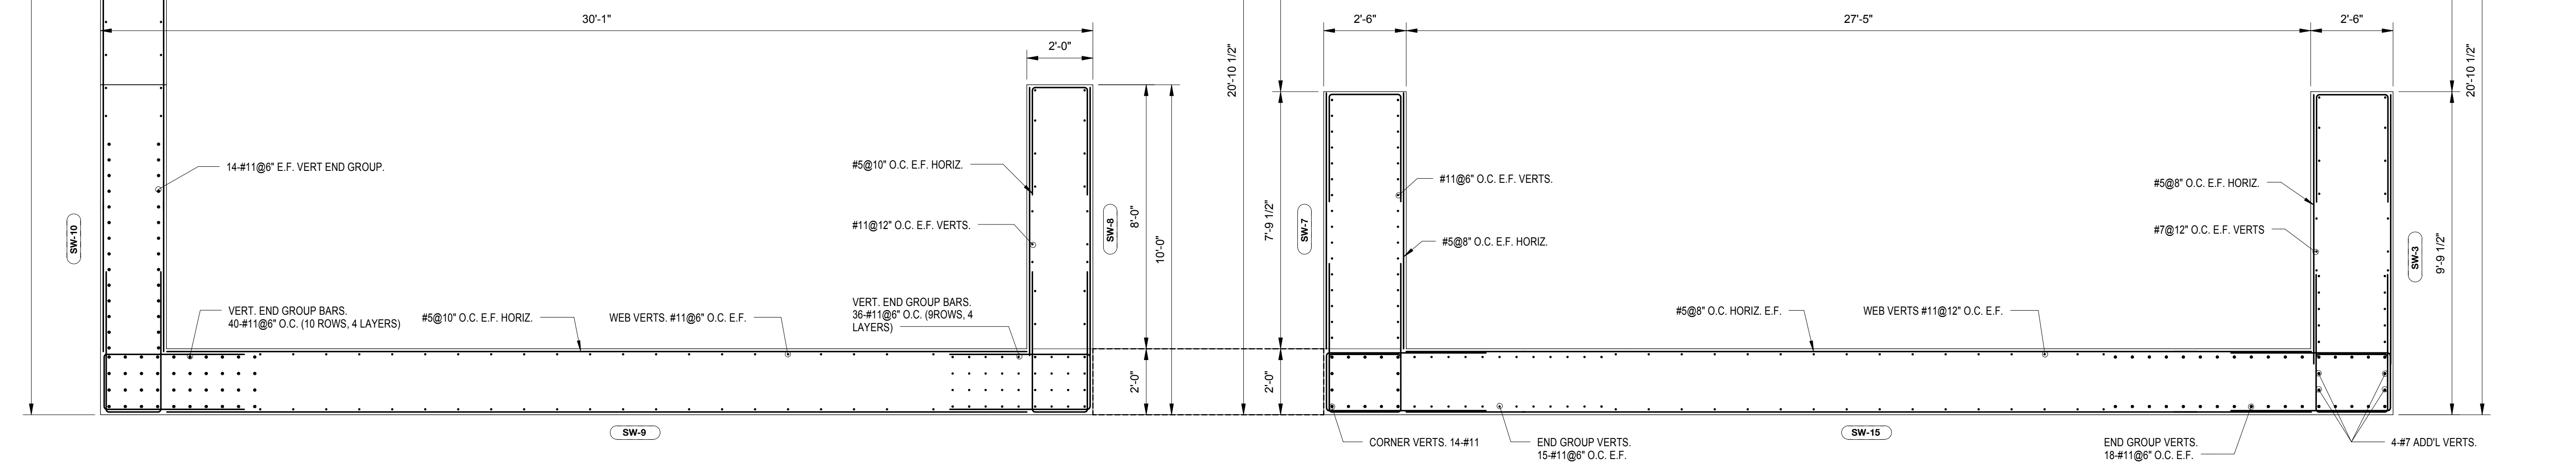 30'-1"
2'-6"
27'-5"
2'-6"
2'-0"
20'-10 1/2"
20'-10 1/2"
14-#11@6" E.F. VERT END GROUP.
#5@10" O.C. E.F. HORIZ.
#11@6" O.C. E.F. VERTS.
#5@8" O.C. E.F. HORIZ.
#11@12" O.C. E.F. VERTS.
#7@12" O.C. E.F. VERTS
#5@8" O.C. E.F. HORIZ.
SW-10
SW-8
8'-0"
10'-0"
7'-9 1/2"
SW-7
SW-3
9'-9 1/2"
VERT. END GROUP BARS.
40-#11@6" O.C. (10 ROWS, 4 LAYERS)
#5@10" O.C. E.F. HORIZ.
WEB VERTS. #11@6" O.C. E.F.
VERT. END GROUP BARS.
36-#11@6" O.C. (9ROWS, 4
LAYERS)
#5@8" O.C. HORIZ. E.F.
WEB VERTS #11@12" O.C. E.F.
2'-0"
2'-0"
SW-9
SW-15
CORNER VERTS. 14-#11
END GROUP VERTS.
15-#11@6" O.C. E.F.
END GROUP VERTS.
18-#11@6" O.C. E.F.
4-#7 ADD'L VERTS.